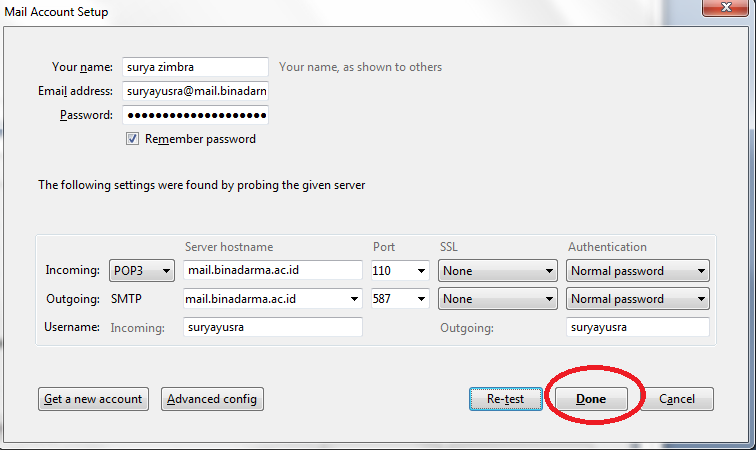 Mail Account Setup
Your name: surya zimbra Your name, as shown to others
Email address: suryayusra@mail.binadarn
Password: ●●●●●●●●●●●●●●●●●●●●
Remember password
The following settings were found by probing the given server
Server hostname Port SSL Authentication
Incoming: POP3 mail.binadarma.ac.id 110 None Normal password
Outgoing: SMTP mail.binadarma.ac.id 587 None Normal password
Username: Incoming: suryayusra Outgoing: suryayusra
Get a new account Advanced config Re-test Done Cancel